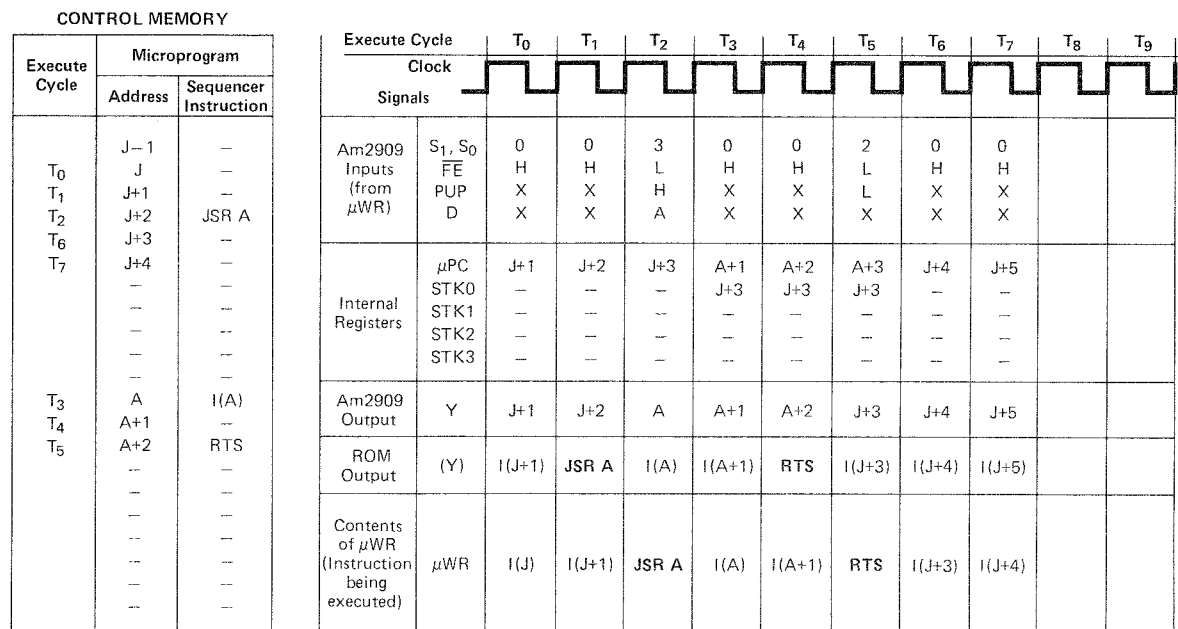 CONTROL MEMORY
Execute Cycle Microprogram
Address Sequencer Instruction
J–1 —
T0 J —
T1 J+1 —
T2 J+2 JSR A
T6 J+3 —
T7 J+4 —
— —
— —
— —
— —
— —
T3 A I(A)
T4 A+1 —
T5 A+2 RTS
— —
— —
— —
— —
— —
— —
— —
— —
Execute Cycle T0 T1 T2 T3 T4 T5 T6 T7 T8 T9
Clock
Signals
Am2909 Inputs (from μWR)
S1, S0 0 0 3 0 0 2 0 0
F̅E̅ H H L H H L H H
PUP X X H X X L X X
D X X A X X X X X
Internal Registers
μPC J+1 J+2 J+3 A+1 A+2 A+3 J+4 J+5
STK0 — — — J+3 J+3 J+3 — —
STK1 — — — — — — — —
STK2 — — — — — — — —
STK3 — — — — — — — —
Am2909 Output Y J+1 J+2 A A+1 A+2 J+3 J+4 J+5
ROM Output (Y) I(J+1) JSR A I(A) I(A+1) RTS I(J+3) I(J+4) I(J+5)
Contents of μWR (Instruction being executed) μWR I(J) I(J+1) JSR A I(A) I(A+1) RTS I(J+3) I(J+4)